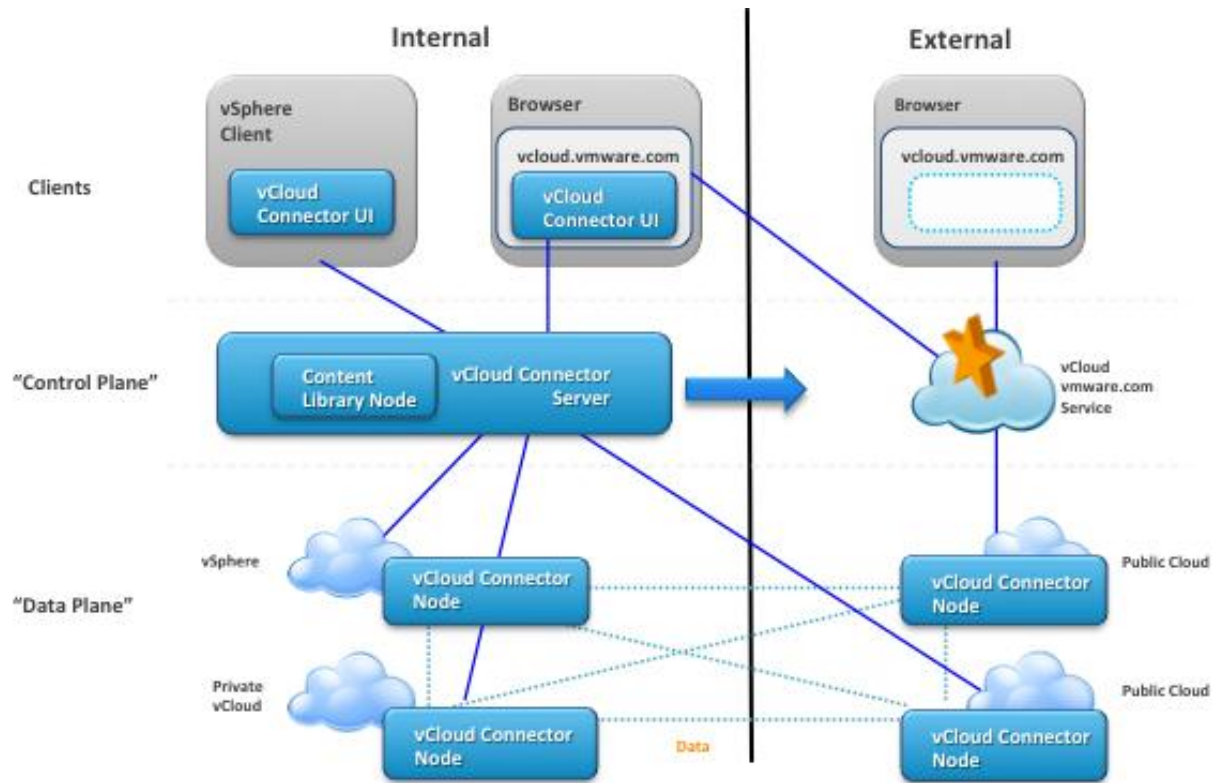 Internal
External
vSphere
Client
vCloud
Connector UI
Browser
vcloud.vmware.com
vCloud
Connector UI
Browser
vcloud.vmware.com
Clients
"Control Plane"
Content
Library Node
vCloud Connector
Server
vCloud
vmware.com
Service
"Data Plane"
vSphere
vCloud Connector
Node
vCloud Connector
Node
Public Cloud
Private
vCloud
vCloud Connector
Node
Data
vCloud Connector
Node
Public Cloud